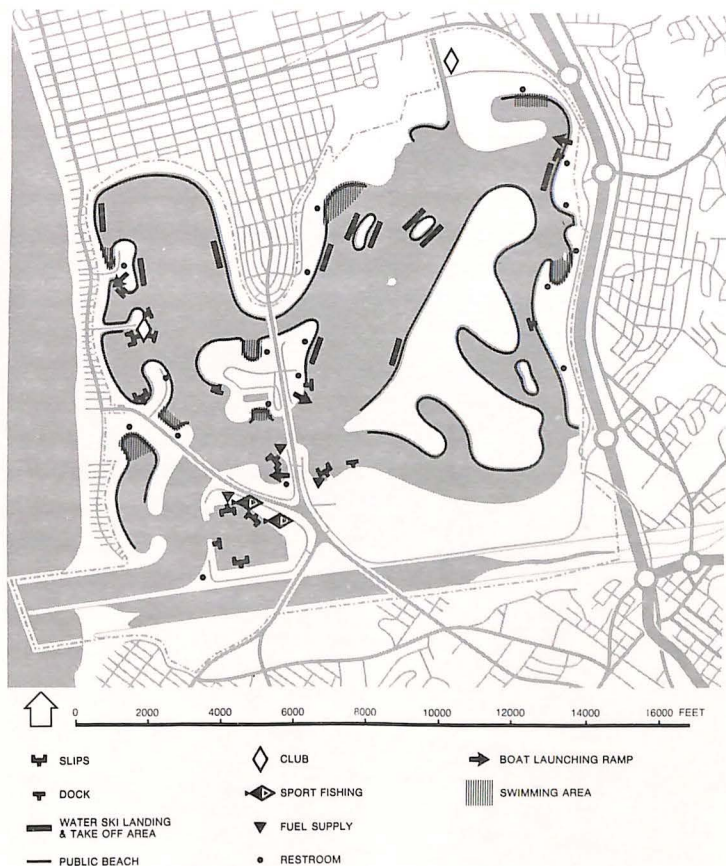 0 2000 4000 6000 8000 10000 12000 14000 16000 FEET
SLIPS
DOCK
WATER SKI LANDING
& TAKE OFF AREA
PUBLIC BEACH
CLUB
SPORT FISHING
FUEL SUPPLY
RESTROOM
BOAT LAUNCHING RAMP
SWIMMING AREA